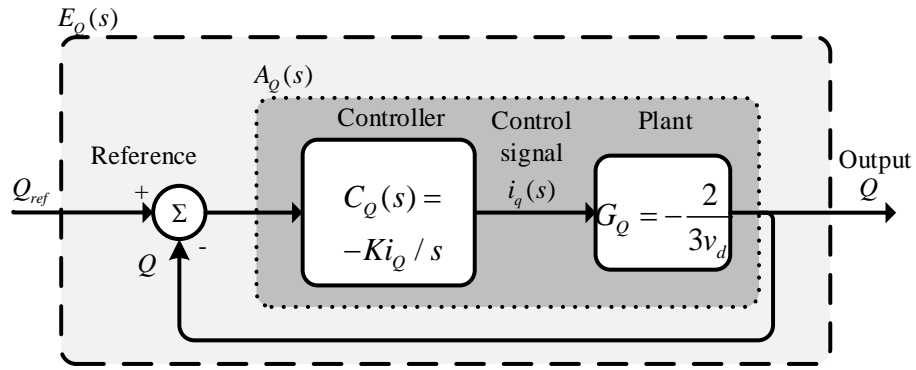 E_Q(s)
A_Q(s)
Controller
Control signal
Plant
Reference
Output
Q_ref
+
Σ
-
Q
C_Q(s) =
-Ki_Q / s
i_q(s)
G_Q = - 2 / 3v_d
Q